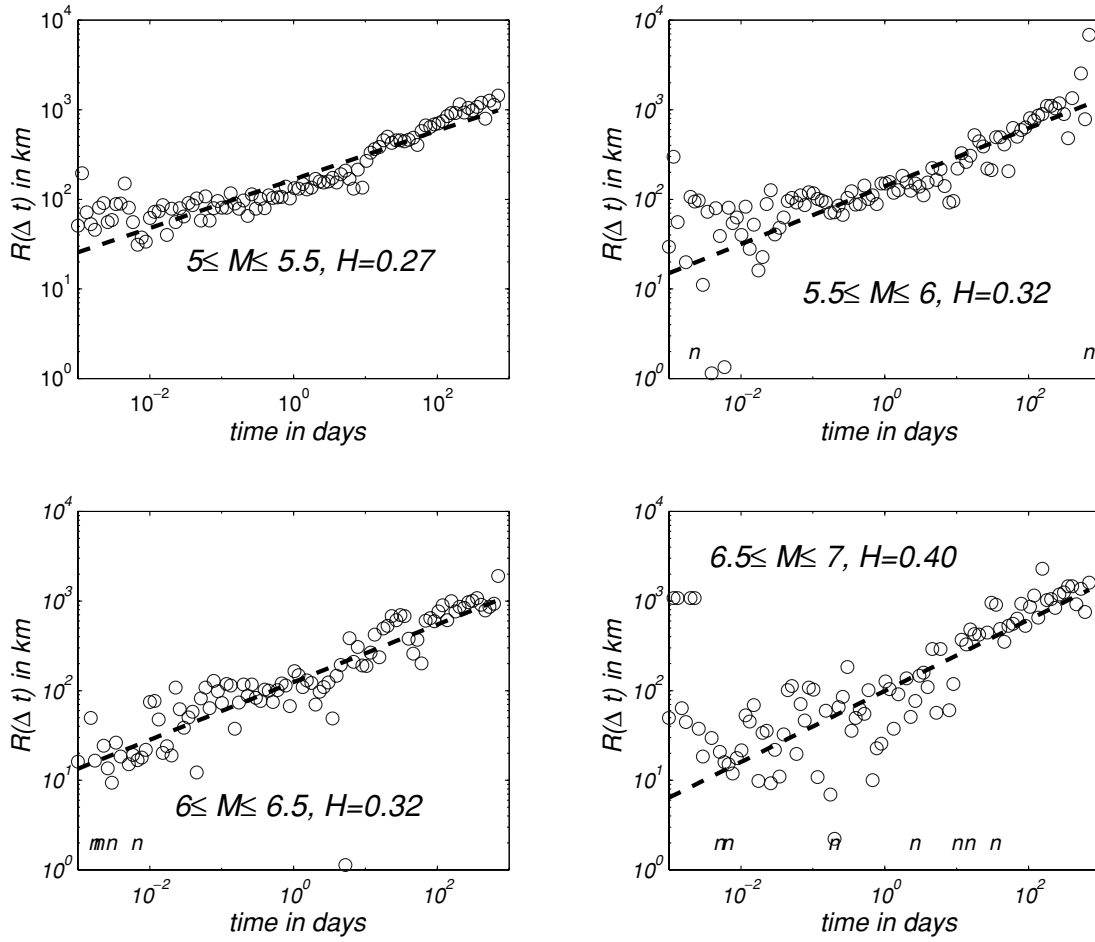 10^4
10^3
10^2
10^1
10^0
R(Δ t) in km
5≤ M≤ 5.5, H=0.27
10^−2
10^0
10^2
time in days
10^4
10^3
10^2
10^1
10^0
R(Δ t) in km
5.5≤ M≤ 6, H=0.32
n
n
10^−2
10^0
10^2
time in days
10^4
10^3
10^2
10^1
10^0
R(Δ t) in km
6≤ M≤ 6.5, H=0.32
n
n
n
n
10^−2
10^0
10^2
time in days
10^4
10^3
10^2
10^1
10^0
R(Δ t) in km
6.5≤ M≤ 7, H=0.40
n
n
n
n
n
n
n
10^−2
10^0
10^2
time in days